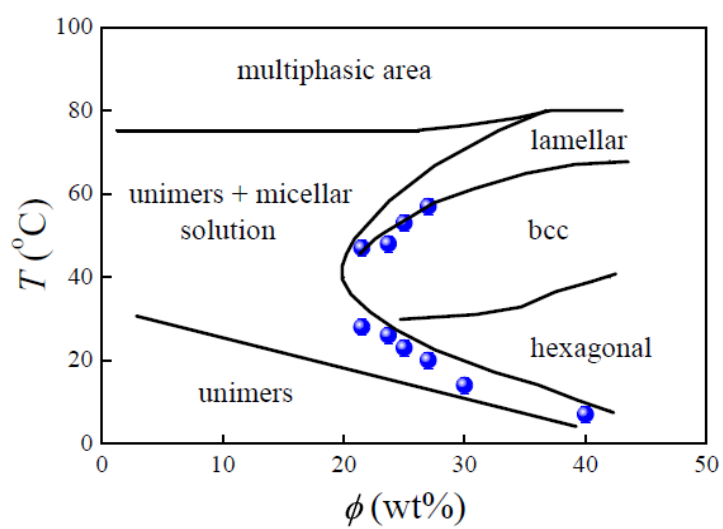 100
80
60
40
20
0
T (°C)
multiphasic area
lamellar
unimers + micellar
solution
bcc
hexagonal
unimers
0 10 20 30 40 50
ϕ (wt%)